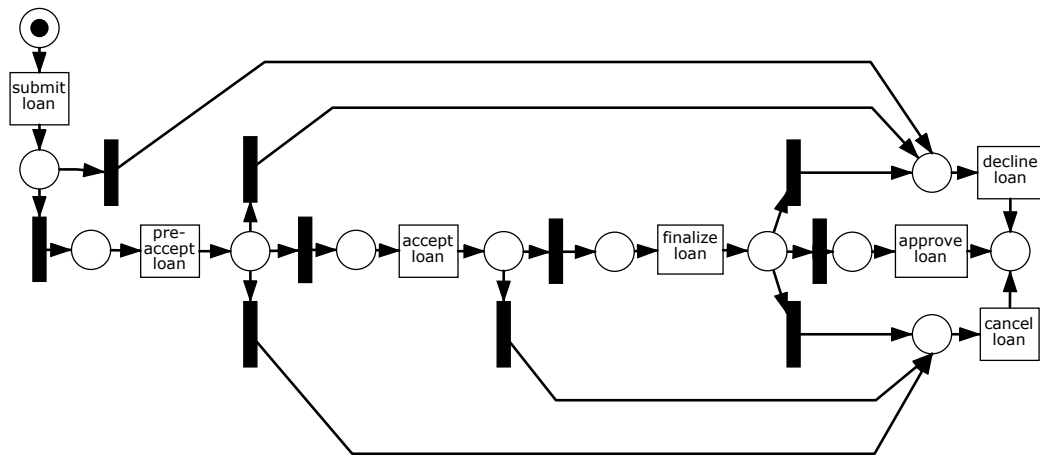 submit
loan
pre-
accept
loan
accept
loan
finalize
loan
decline
loan
approve
loan
cancel
loan